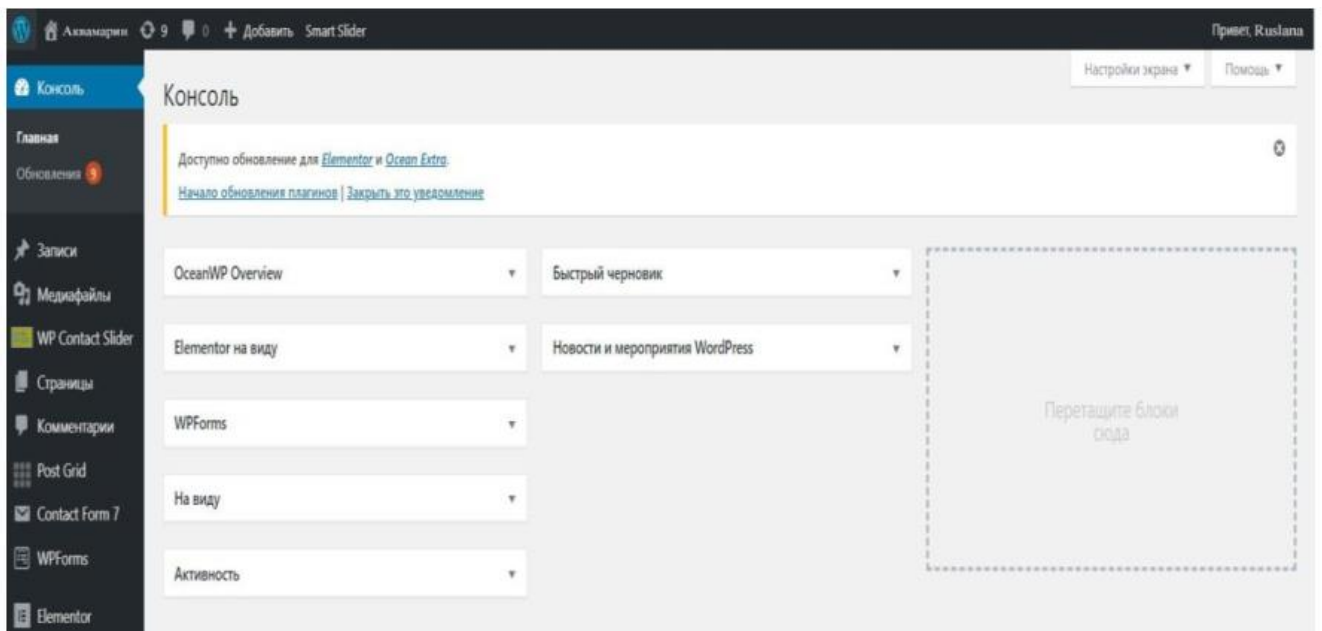 Аквамарин 9 0 + Добавить Smart Slider Привет, Ruslana
Настройки экрана ▼ Помощь ▼
Консоль
Главная
Обновления 9
Записи
Медиафайлы
WP Contact Slider
Страницы
Комментарии
Post Grid
Contact Form 7
WPForms
Elementor
Консоль
Доступно обновление для Elementor и Ocean Extra.
Начало обновления плагинов | Закрыть это уведомление
OceanWP Overview
Elementor на виду
WPForms
На виду
Активность
Быстрый черновик
Новости и мероприятия WordPress
Перетащите блоки
сюда